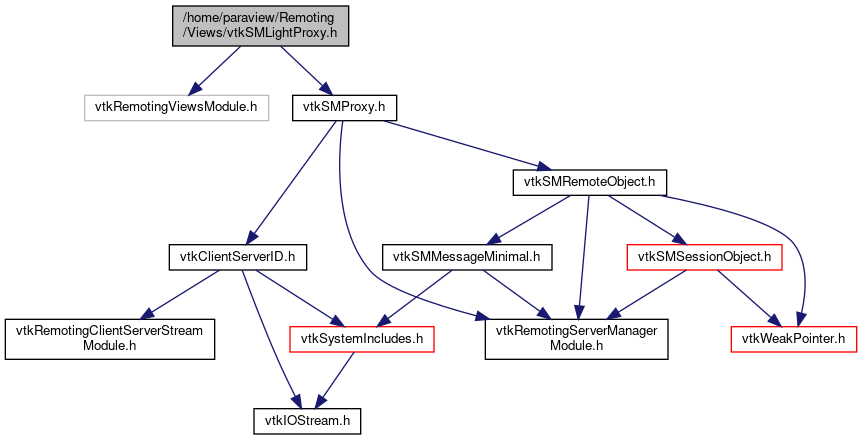 /home/paraview/Remoting
/Views/vtkSMLightProxy.h
vtkRemotingViewsModule.h
vtkSMProxy.h
vtkSMRemoteObject.h
vtkClientServerID.h
vtkSMMessageMinimal.h
vtkSMSessionObject.h
vtkRemotingClientServerStream
Module.h
vtkSystemIncludes.h
vtkRemotingServerManager
Module.h
vtkWeakPointer.h
vtkIOStream.h